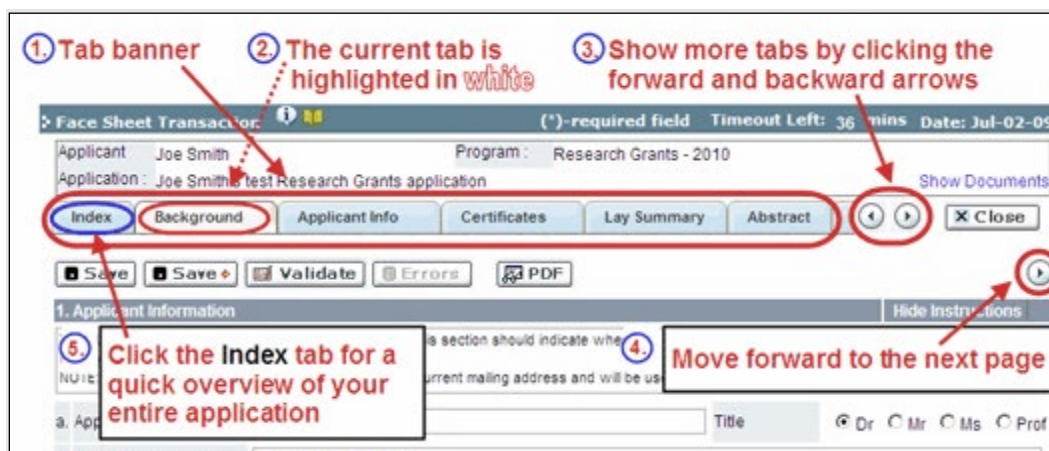 1. Tab banner
2. The current tab is
highlighted in white
3. Show more tabs by clicking the
forward and backward arrows
Face Sheet Transaction i (*)-required field Timeout Left: 36 mins Date: Jul-02-09
Applicant Joe Smith Program : Research Grants - 2010
Application : Joe Smith's test Research Grants application Show Documents
Index Background Applicant Info Certificates Lay Summary Abstract Close
Save Save Validate Errors PDF
1. Applicant Information Hide Instructions
5. Click the Index tab for a
quick overview of your
entire application
is section should indicate whe
4. Move forward to the next page
NOTE: urrent mailing address and will be use
a. App Title Dr Mr Ms Prof